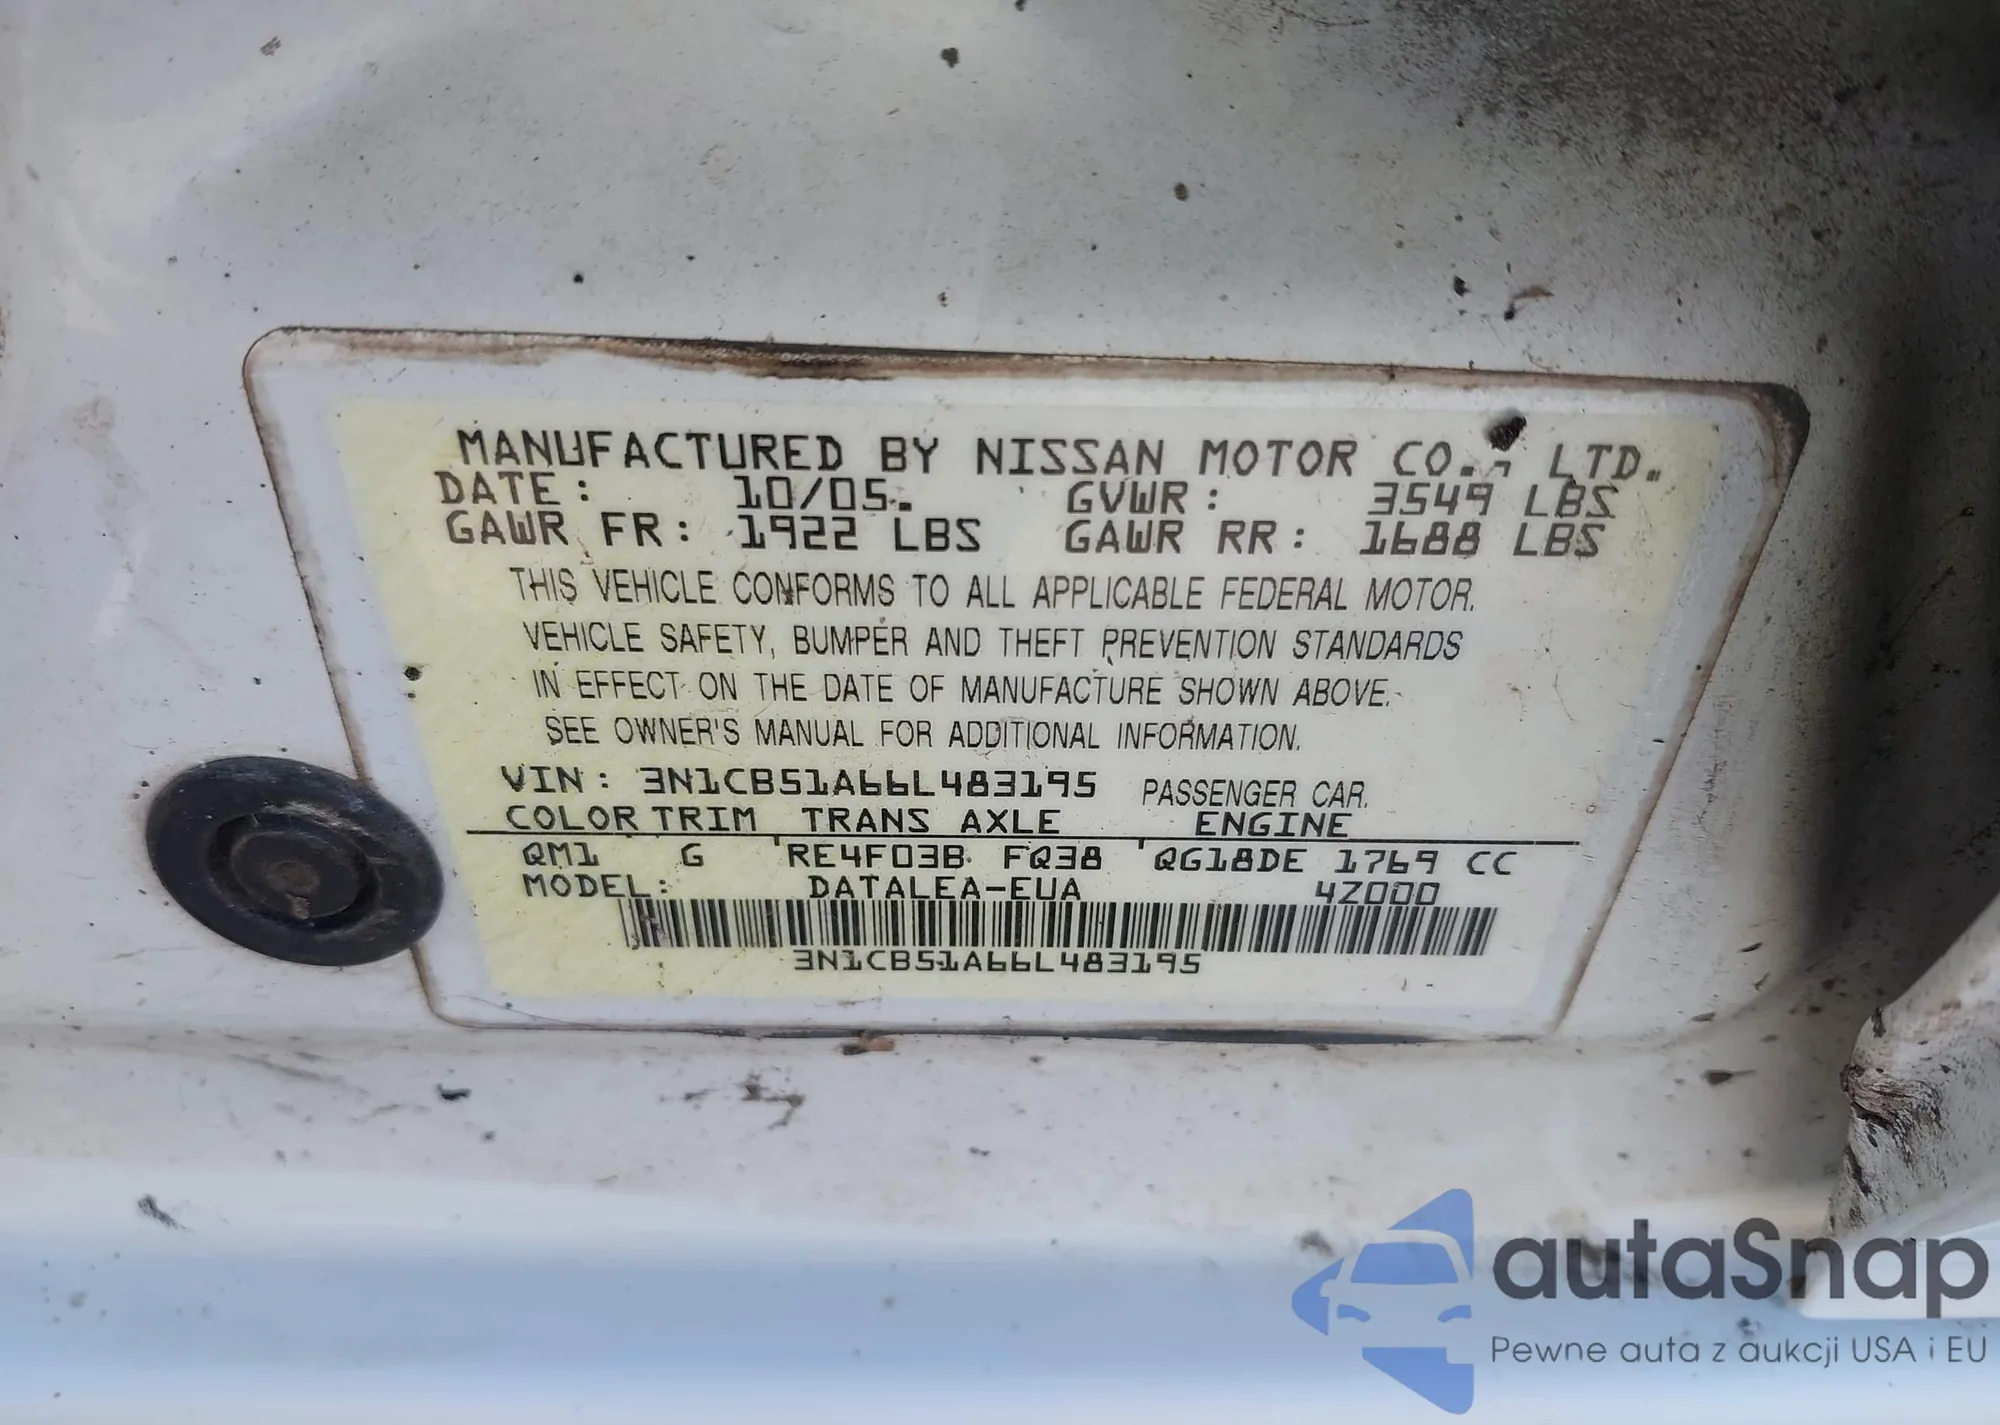 MANUFACTURED BY NISSAN MOTOR CO., LTD.
DATE: 10/05. GVWR: 3549 LBS
GAWR FR: 1922 LBS GAWR RR: 1688 LBS
THIS VEHICLE CONFORMS TO ALL APPLICABLE FEDERAL MOTOR
VEHICLE SAFETY, BUMPER AND THEFT PREVENTION STANDARDS
IN EFFECT ON THE DATE OF MANUFACTURE SHOWN ABOVE.
SEE OWNER'S MANUAL FOR ADDITIONAL INFORMATION.
VIN: 3N1CB51A66L483195 PASSENGER CAR
COLOR TRIM TRANS AXLE ENGINE
QM1 G RE4F03B FQ38 QG18DE 1769 CC
MODEL: DATALEA-EUA 4Z000
3N1CB51A66L483195
autaSnap
Pewne auta z aukcji USA i EU